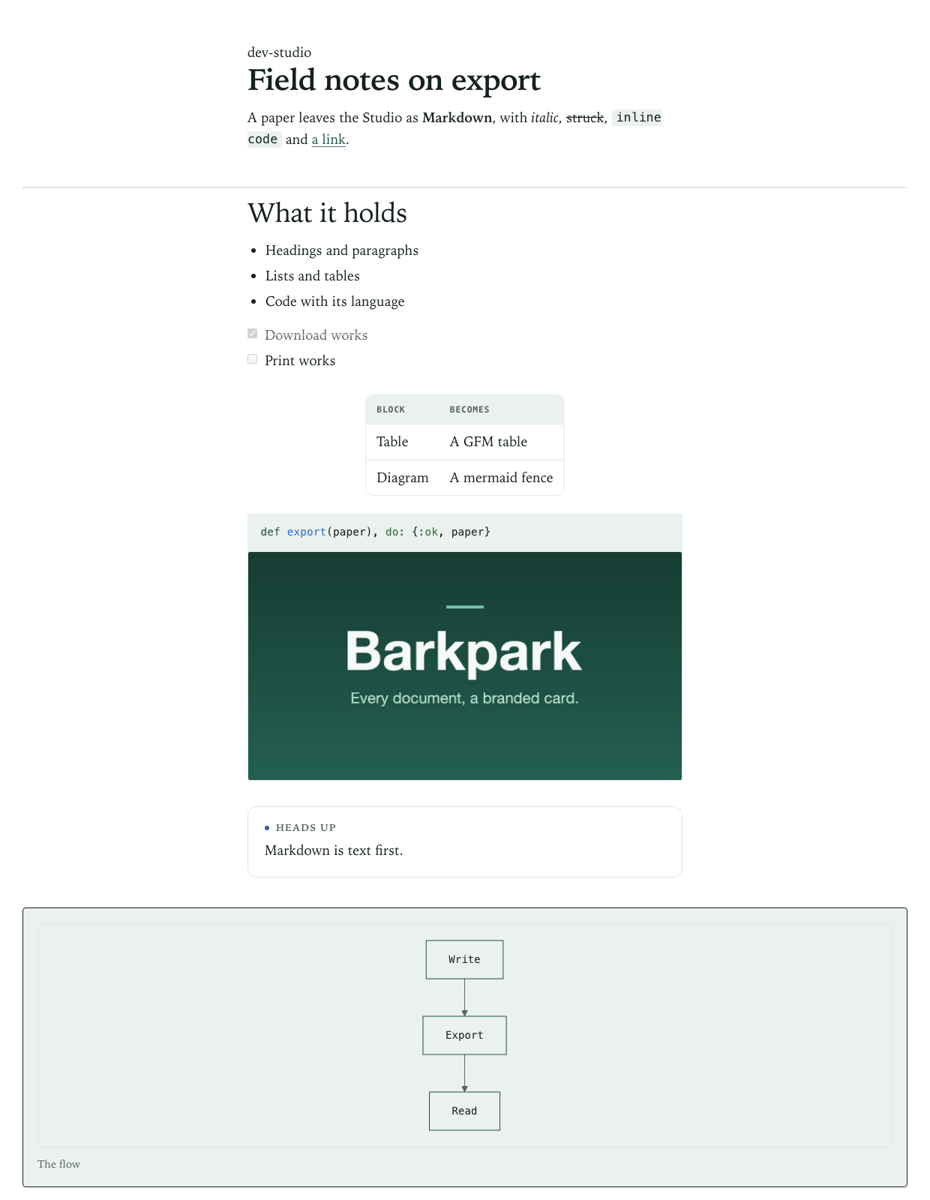 dev-studio
Field notes on export
A paper leaves the Studio as Markdown, with italic, struck, inline
code and a link.
What it holds
Headings and paragraphs
Lists and tables
Code with its language
Download works
Print works
BLOCK BECOMES
Table A GFM table
Diagram A mermaid fence
def export(paper), do: {:ok, paper}
Barkpark
Every document, a branded card.
HEADS UP
Markdown is text first.
Write
Export
Read
The flow